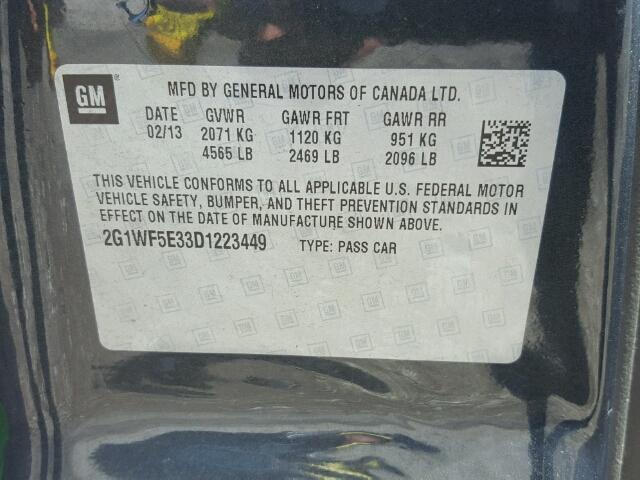 GM
MFD BY GENERAL MOTORS OF CANADA LTD.
DATE GVWR GAWR FRT GAWR RR
02/13 2071 KG 1120 KG 951 KG
4565 LB 2469 LB 2096 LB
THIS VEHICLE CONFORMS TO ALL APPLICABLE U.S. FEDERAL MOTOR
VEHICLE SAFETY, BUMPER, AND THEFT PREVENTION STANDARDS IN
EFFECT ON THE DATE OF MANUFACTURE SHOWN ABOVE.
2G1WF5E33D1223449 TYPE: PASS CAR